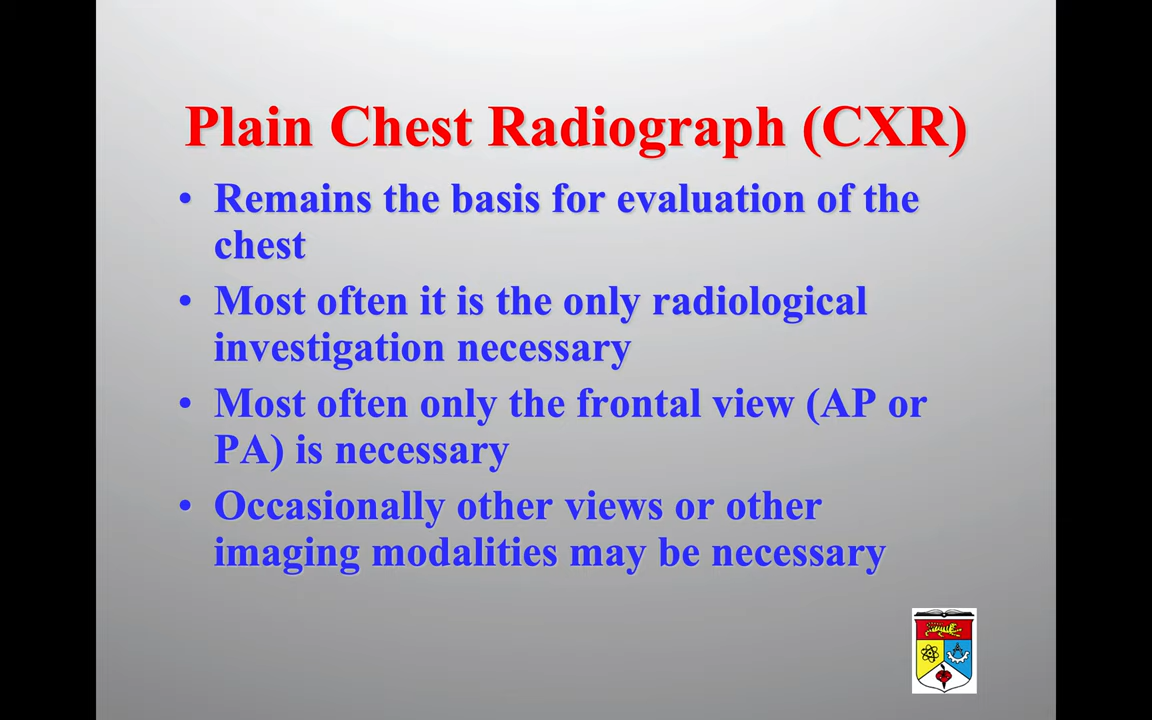 Plain Chest Radiograph (CXR)
• Remains the basis for evaluation of the
chest
• Most often it is the only radiological
investigation necessary
• Most often only the frontal view (AP or
PA) is necessary
• Occasionally other views or other
imaging modalities may be necessary